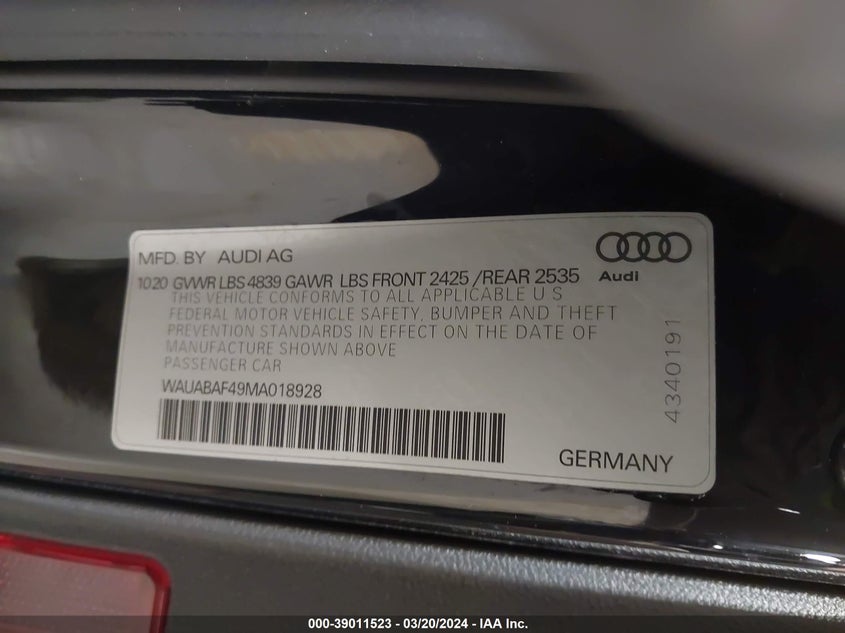 MFD. BY AUDI AG
Audi
10 20 GVWR LBS 4839 GAWR LBS FRONT 2425 / REAR 2535
THIS VEHICLE CONFORMS TO ALL APPLICABLE U S
FEDERAL MOTOR VEHICLE SAFETY, BUMPER AND THEFT
PREVENTION STANDARDS IN EFFECT ON THE DATE OF
MANUFACTURE SHOWN ABOVE
PASSENGER CAR
WAUABAF49MA018928
4340191
GERMANY
000-39011523 — 03/20/2024 — IAA Inc.